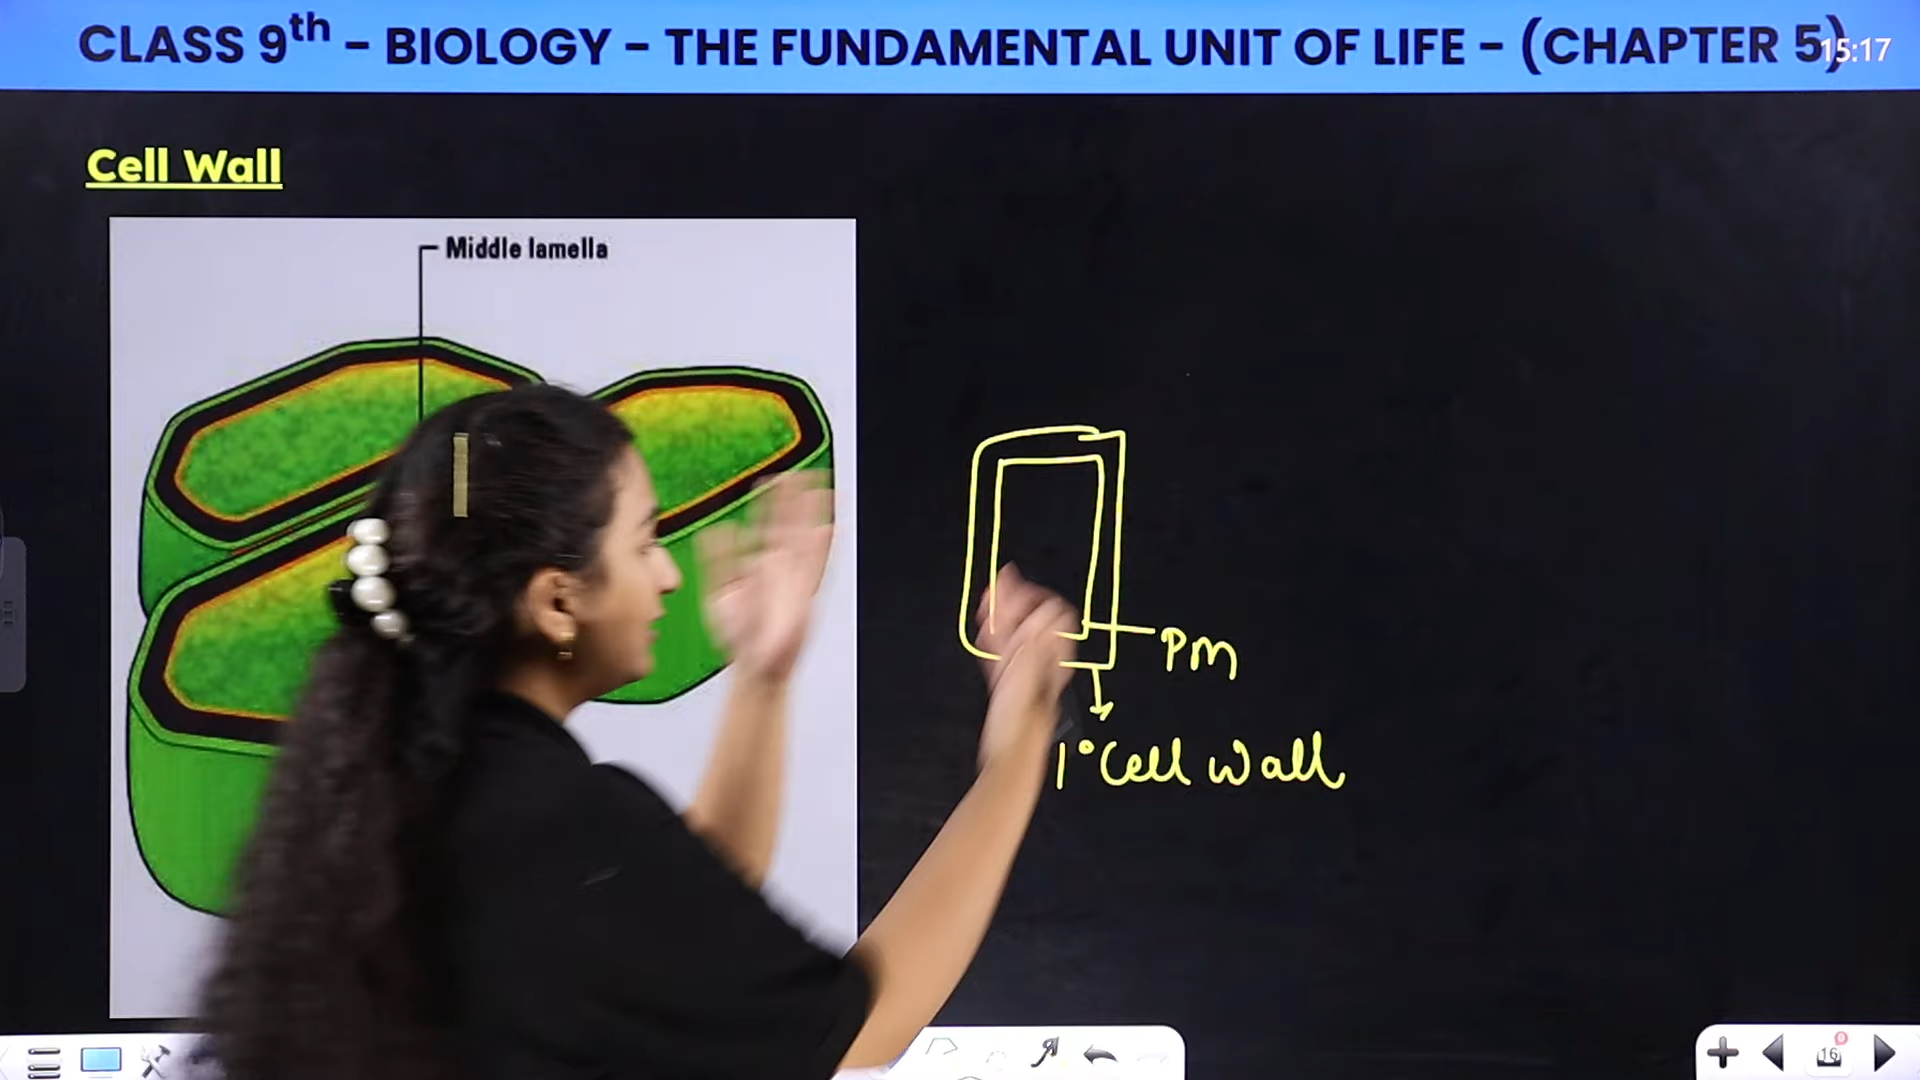 CLASS 9th - BIOLOGY - THE FUNDAMENTAL UNIT OF LIFE - (CHAPTER 5)
15:17
Cell Wall
Middle lamella
PM
1° Cell Wall
16